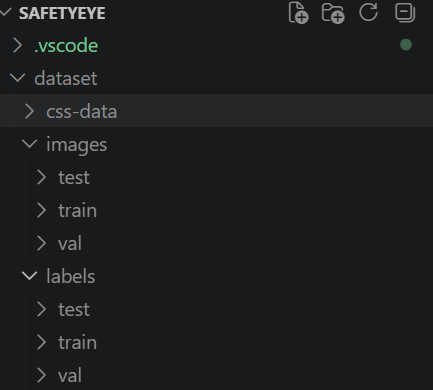 SAFETYEYE
.vscode
dataset
css-data
images
test
train
val
labels
test
train
val